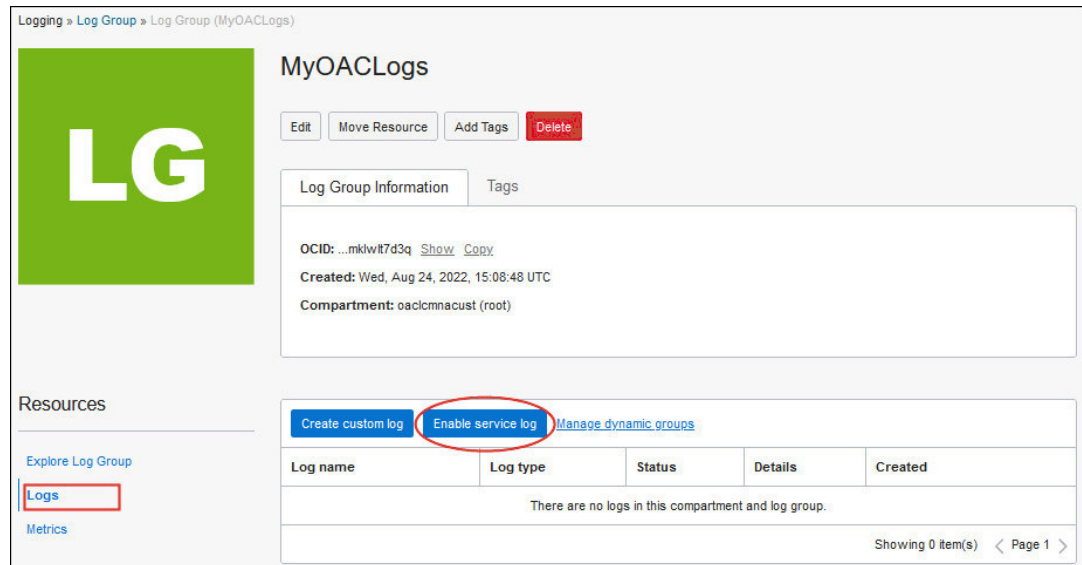 Logging » Log Group » Log Group (MyOACLogs)
LG
MyOACLogs
Edit Move Resource Add Tags Delete
Log Group Information Tags
OCID: ...mklwlt7d3q Show Copy
Created: Wed, Aug 24, 2022, 15:08:48 UTC
Compartment: oaclcmnacust (root)
Resources
Explore Log Group
Logs
Metrics
Create custom log Enable service log Manage dynamic groups
Log name Log type Status Details Created
There are no logs in this compartment and log group.
Showing 0 item(s) < Page 1 >